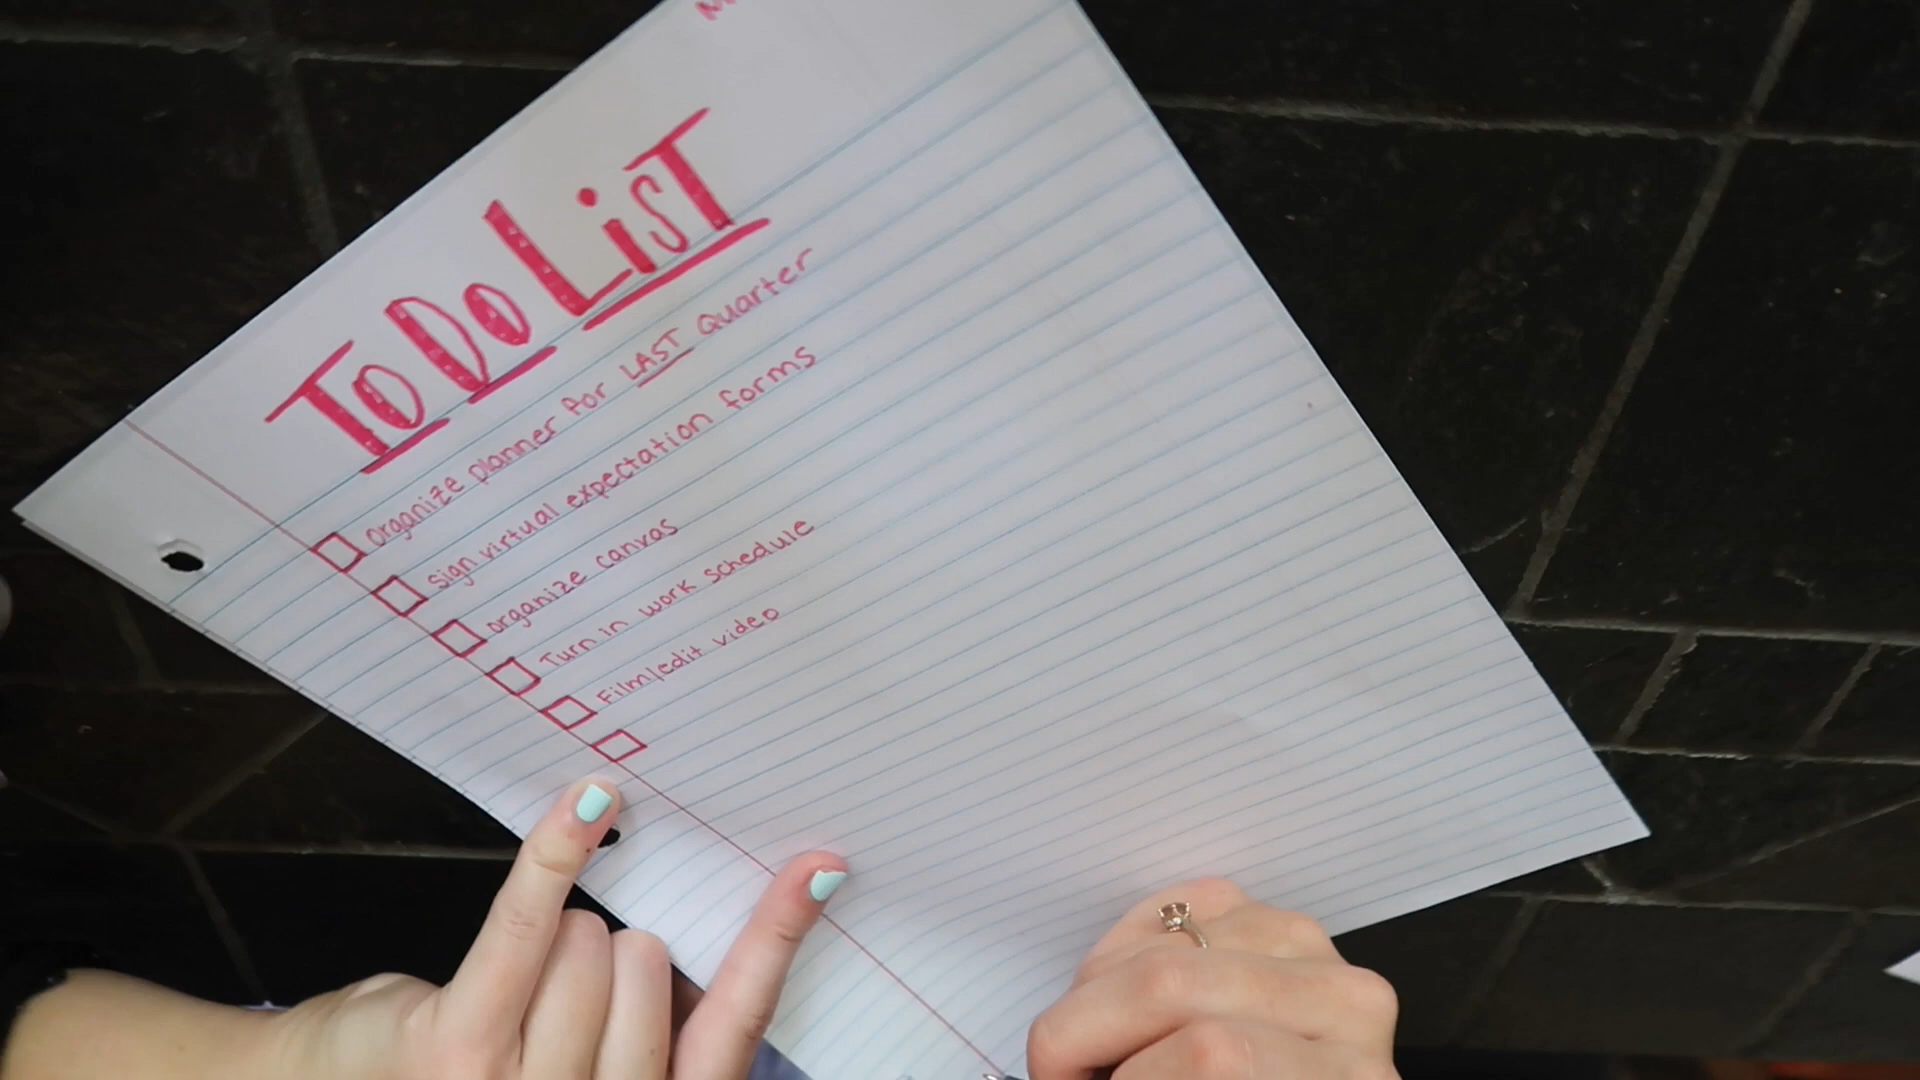 To Do List
Organize planner for LAST quarter
sign virtual expectation forms
organize canvas
Turn in work schedule
Film/edit video